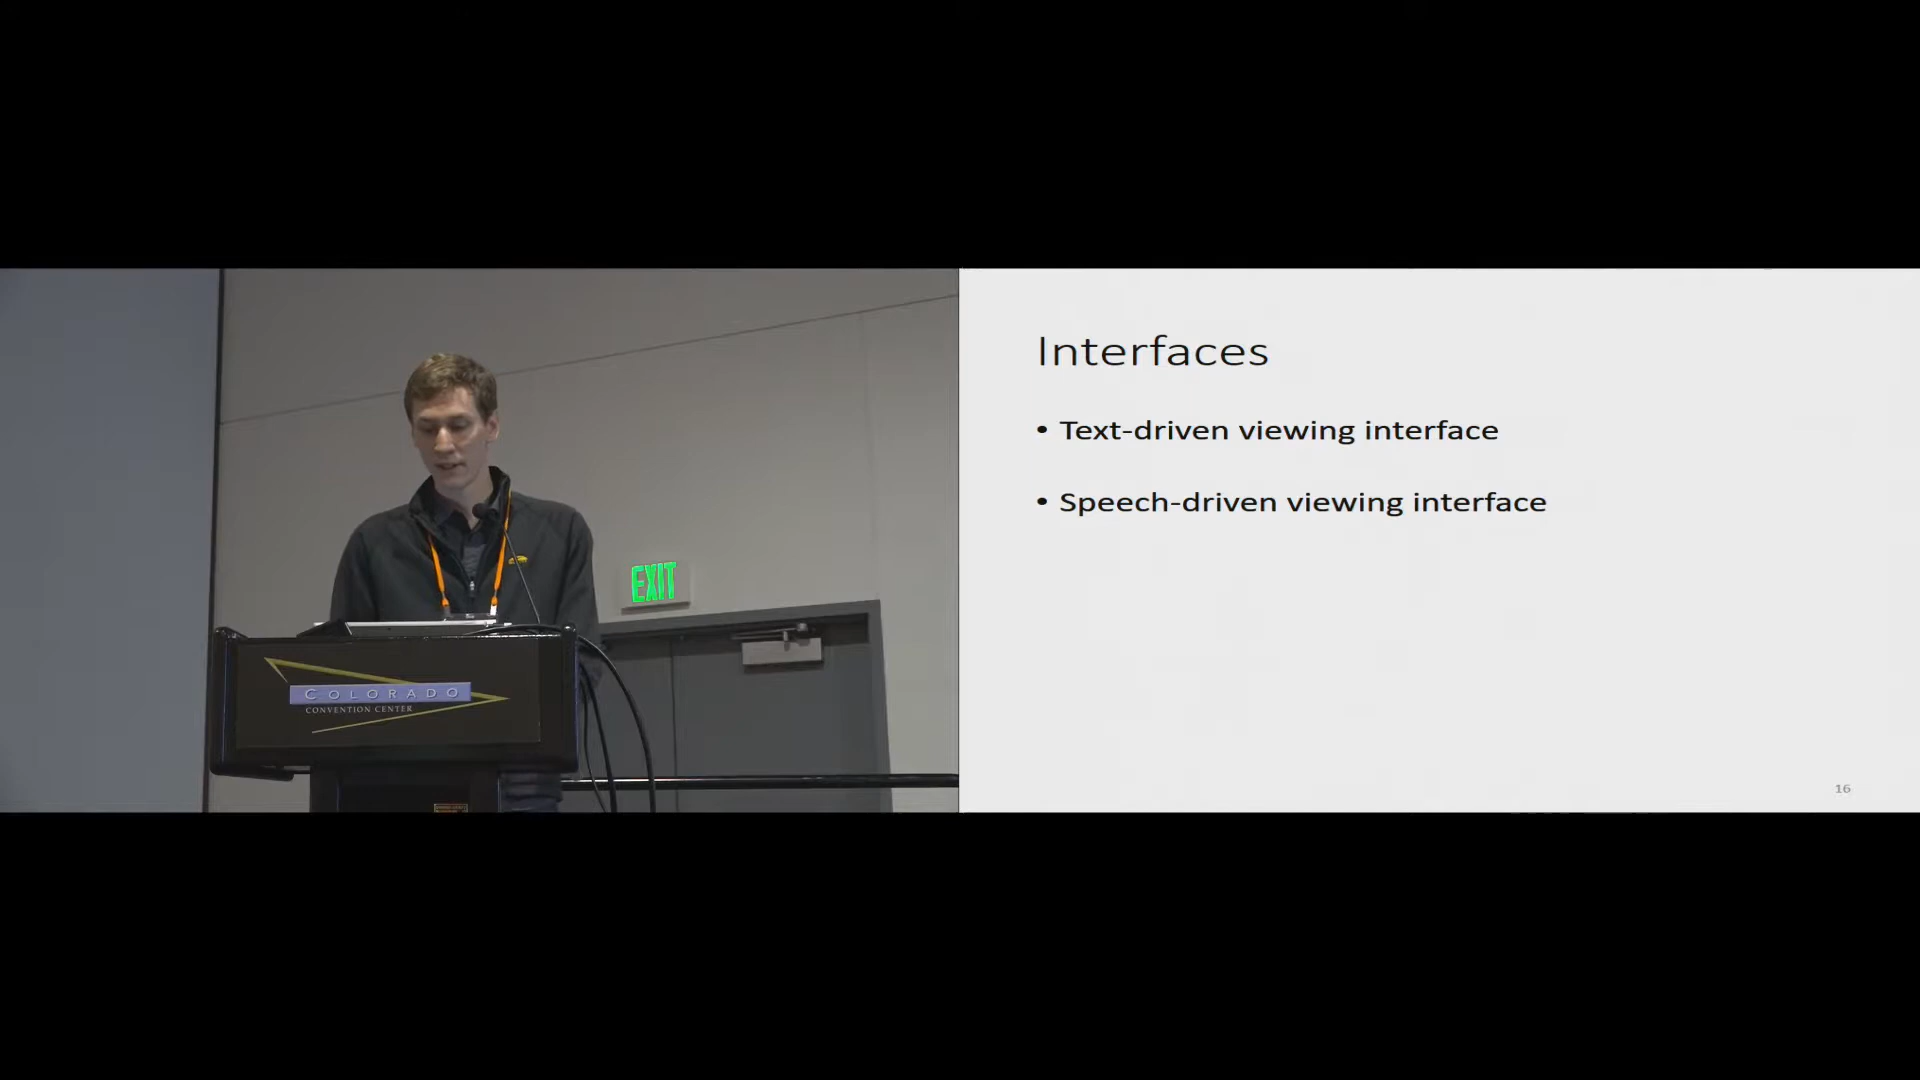 EXIT
COLORADO
CONVENTION CENTER
Interfaces
• Text-driven viewing interface
• Speech-driven viewing interface
16